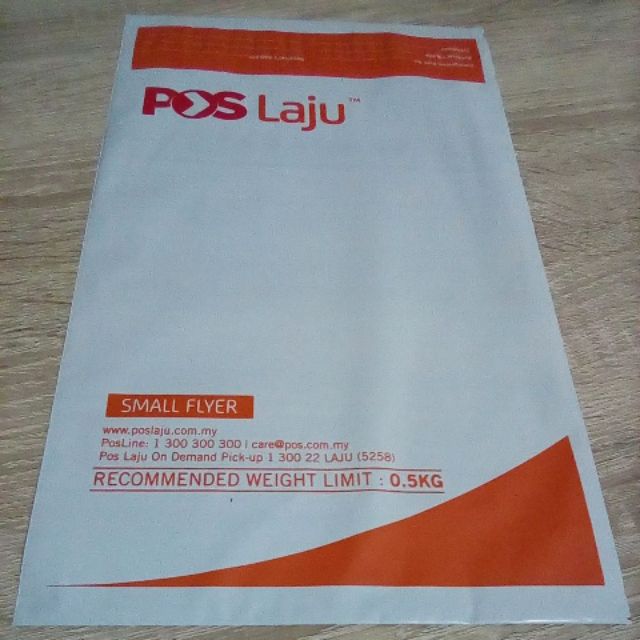 POS Laju™
SMALL FLYER
www.poslaju.com.my
PosLine: 1 300 300 300 | care@pos.com.my
Pos Laju On Demand Pick-up 1 300 22 LAJU (5258)
RECOMMENDED WEIGHT LIMIT : 0.5KG